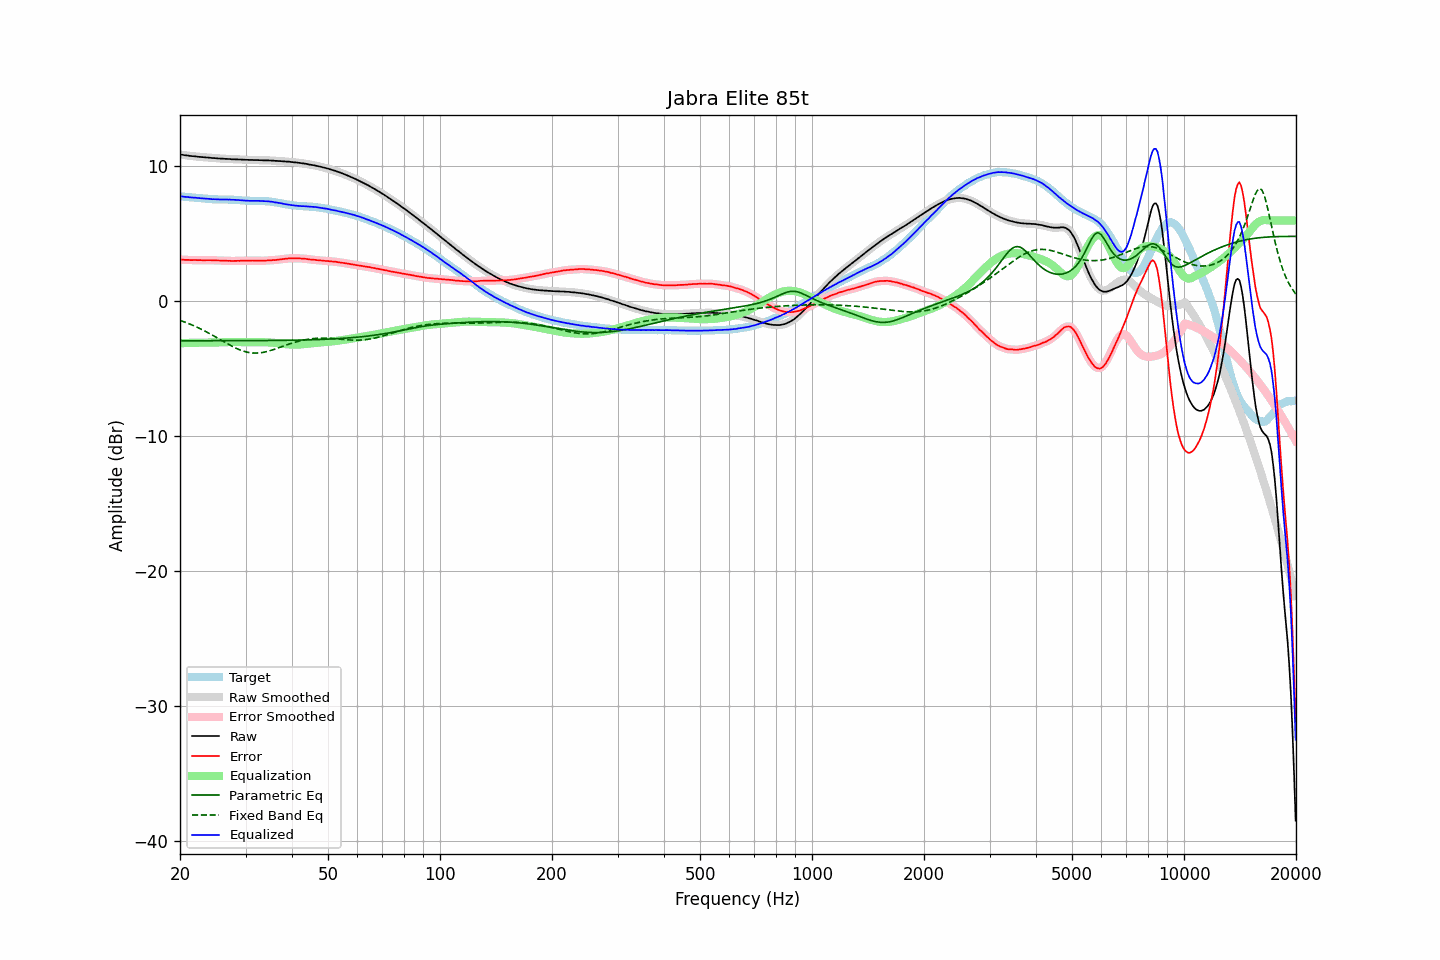 Jabra Elite 85t
Amplitude (dBr)
10
0
−10
−20
−30
−40
Target
Raw Smoothed
Error Smoothed
Raw
Error
Equalization
Parametric Eq
Fixed Band Eq
Equalized
20 50 100 200 500 1000 2000 5000 10000 20000
Frequency (Hz)